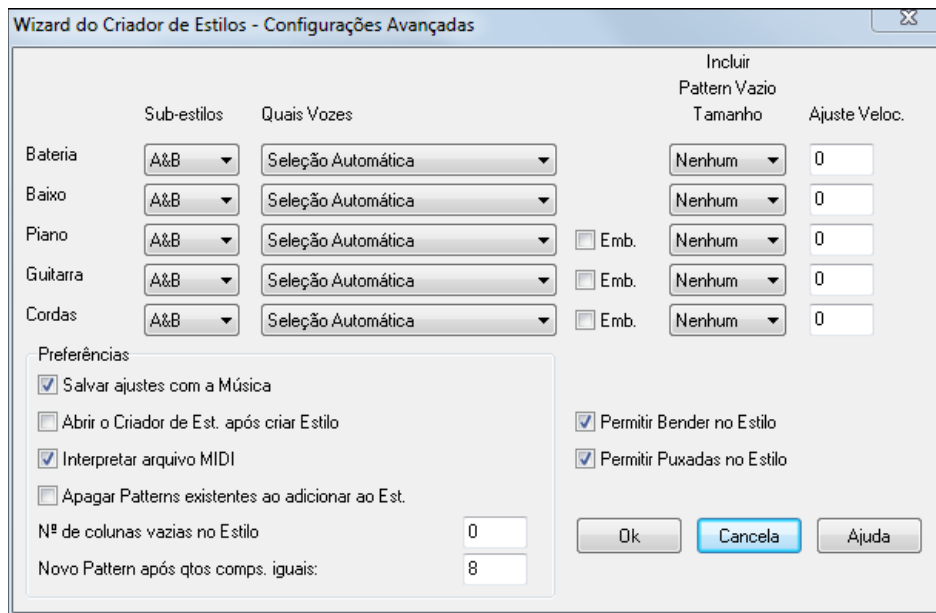 Wizard do Criador de Estilos - Configurações Avançadas
Incluir
Pattern Vazio
Sub-estilos Quais Vozes Tamanho Ajuste Veloc.
Bateria A&B Seleção Automática Nenhum 0
Baixo A&B Seleção Automática Nenhum 0
Piano A&B Seleção Automática Emb. Nenhum 0
Guitarra A&B Seleção Automática Emb. Nenhum 0
Cordas A&B Seleção Automática Emb. Nenhum 0
Preferências
Salvar ajustes com a Música
Abrir o Criador de Est. após criar Estilo Permitir Bender no Estilo
Interpretar arquivo MIDI Permitir Puxadas no Estilo
Apagar Patterns existentes ao adicionar ao Est.
Nº de colunas vazias no Estilo 0 Ok Cancela Ajuda
Novo Pattern após qtos comps. iguais: 8